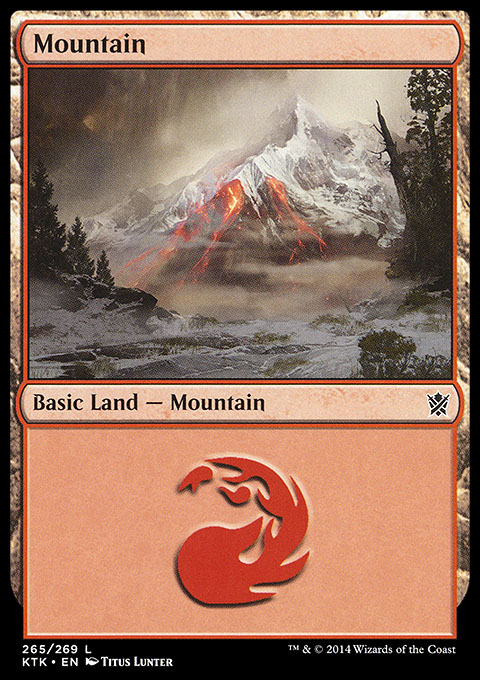 Mountain
Basic Land — Mountain
265/269 L
KTK • EN Titus Lunter
™ & © 2014 Wizards of the Coast